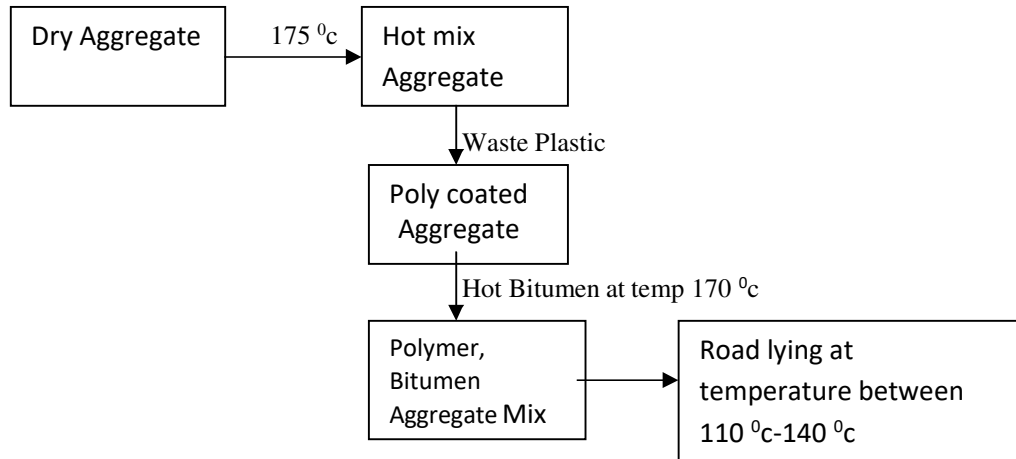 Dry Aggregate
175 ⁰c
Hot mix
Aggregate
Waste Plastic
Poly coated
Aggregate
Hot Bitumen at temp 170 ⁰c
Polymer,
Bitumen
Aggregate Mix
Road lying at
temperature between
110 ⁰c-140 ⁰c